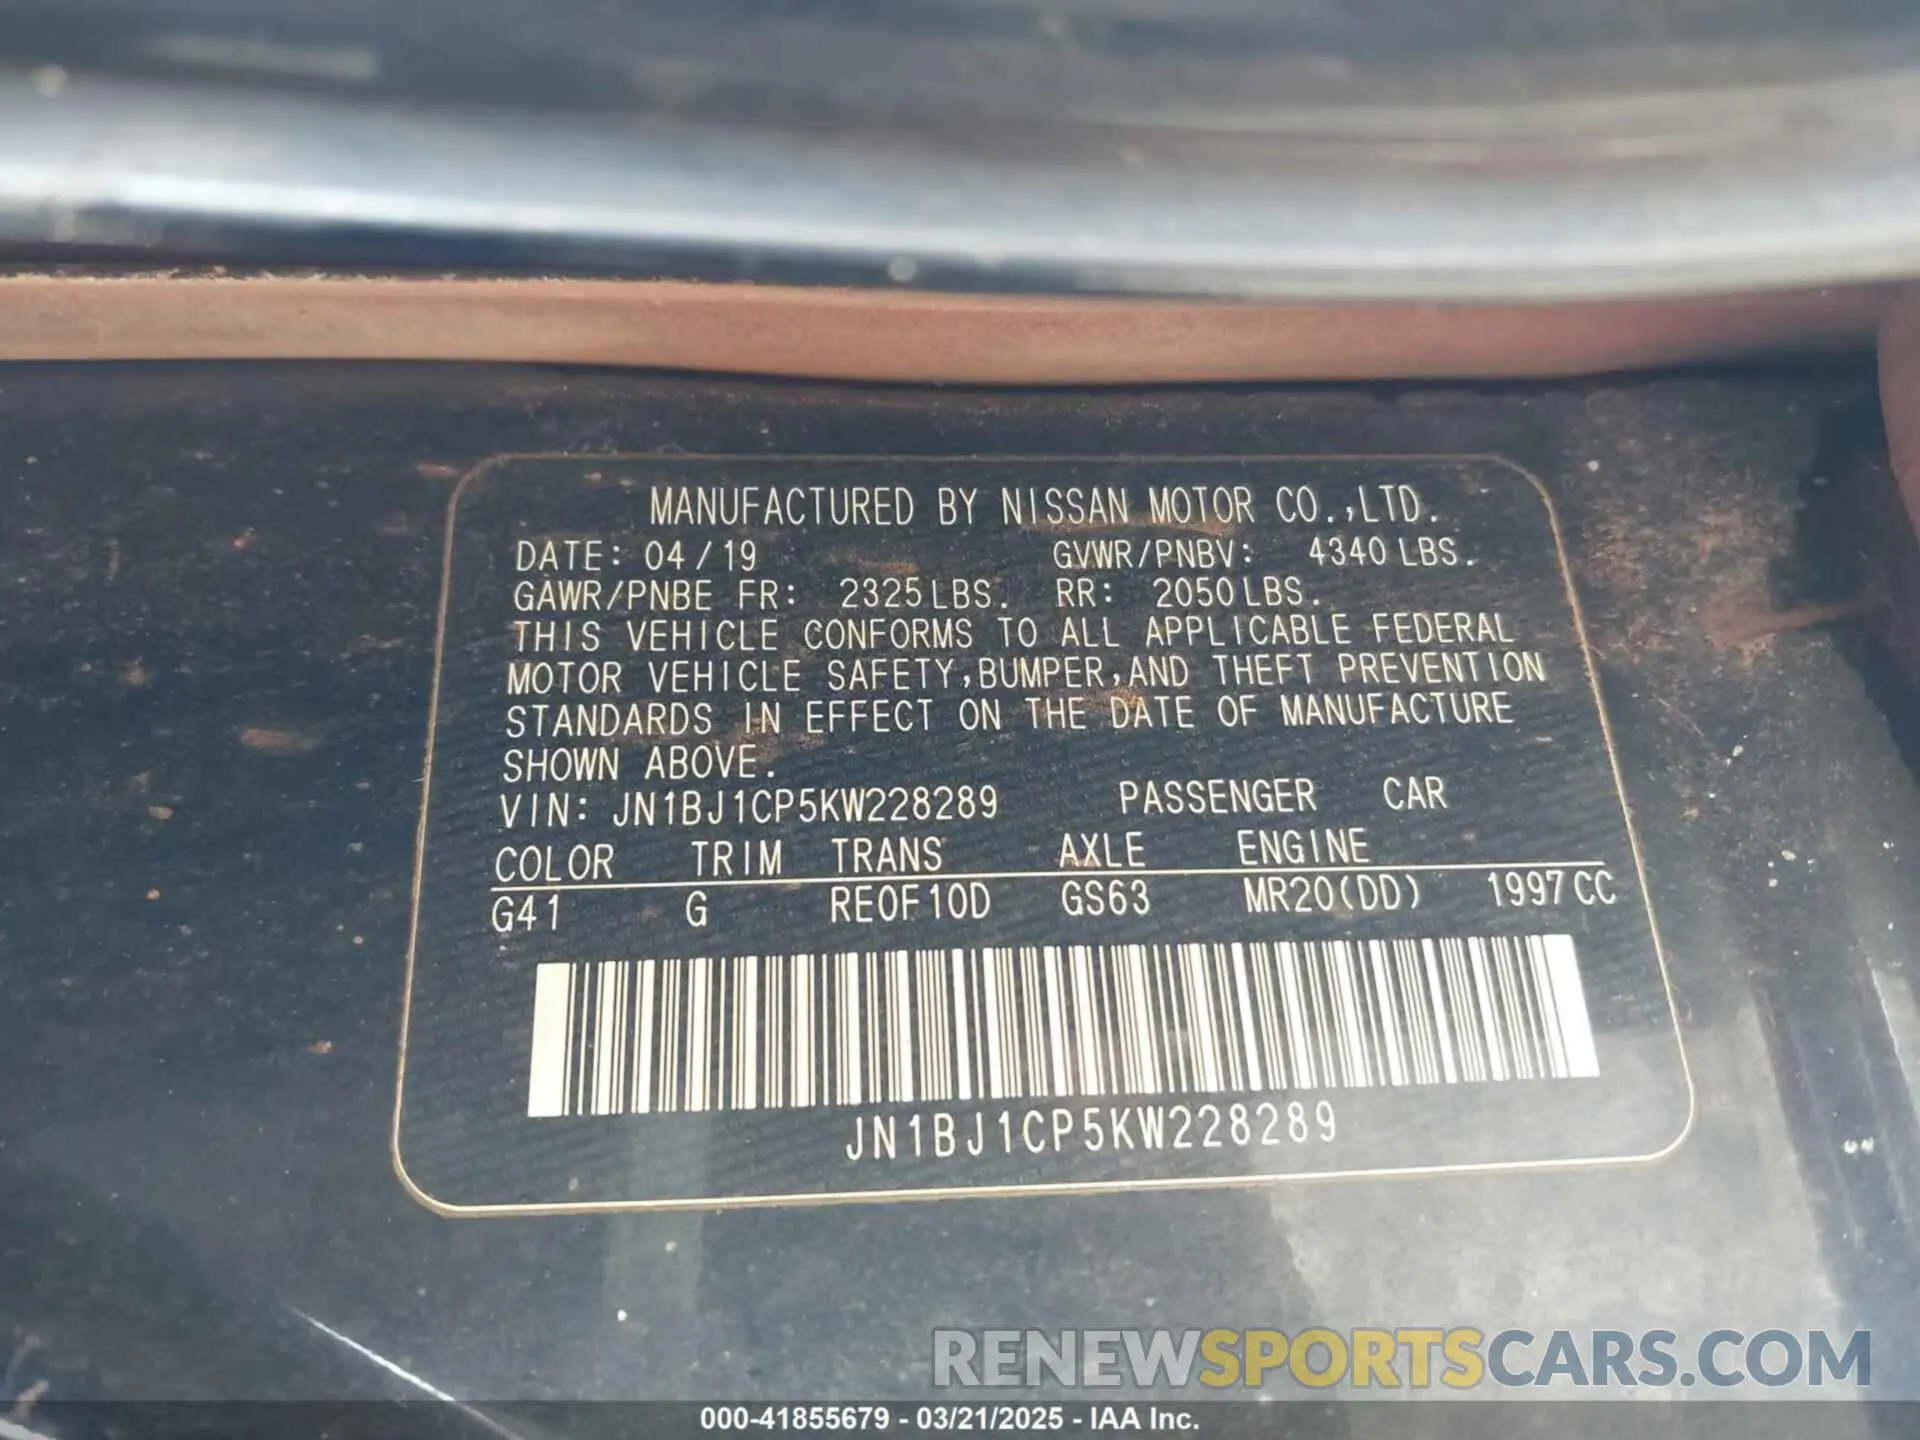 MANUFACTURED BY NISSAN MOTOR CO.,LTD.
DATE: 04/19 GVWR/PNBV: 4340 LBS.
GAWR/PNBE FR: 2325 LBS. RR: 2050 LBS.
THIS VEHICLE CONFORMS TO ALL APPLICABLE FEDERAL
MOTOR VEHICLE SAFETY,BUMPER,AND THEFT PREVENTION
STANDARDS IN EFFECT ON THE DATE OF MANUFACTURE
SHOWN ABOVE.
VIN: JN1BJ1CP5KW228289 PASSENGER CAR
COLOR TRIM TRANS AXLE ENGINE
G41 G RE0F10D GS63 MR20(DD) 1997 CC
JN1BJ1CP5KW228289
RENEWSPORTSCARS.COM
000-41855679 - 03/21/2025 - IAA Inc.